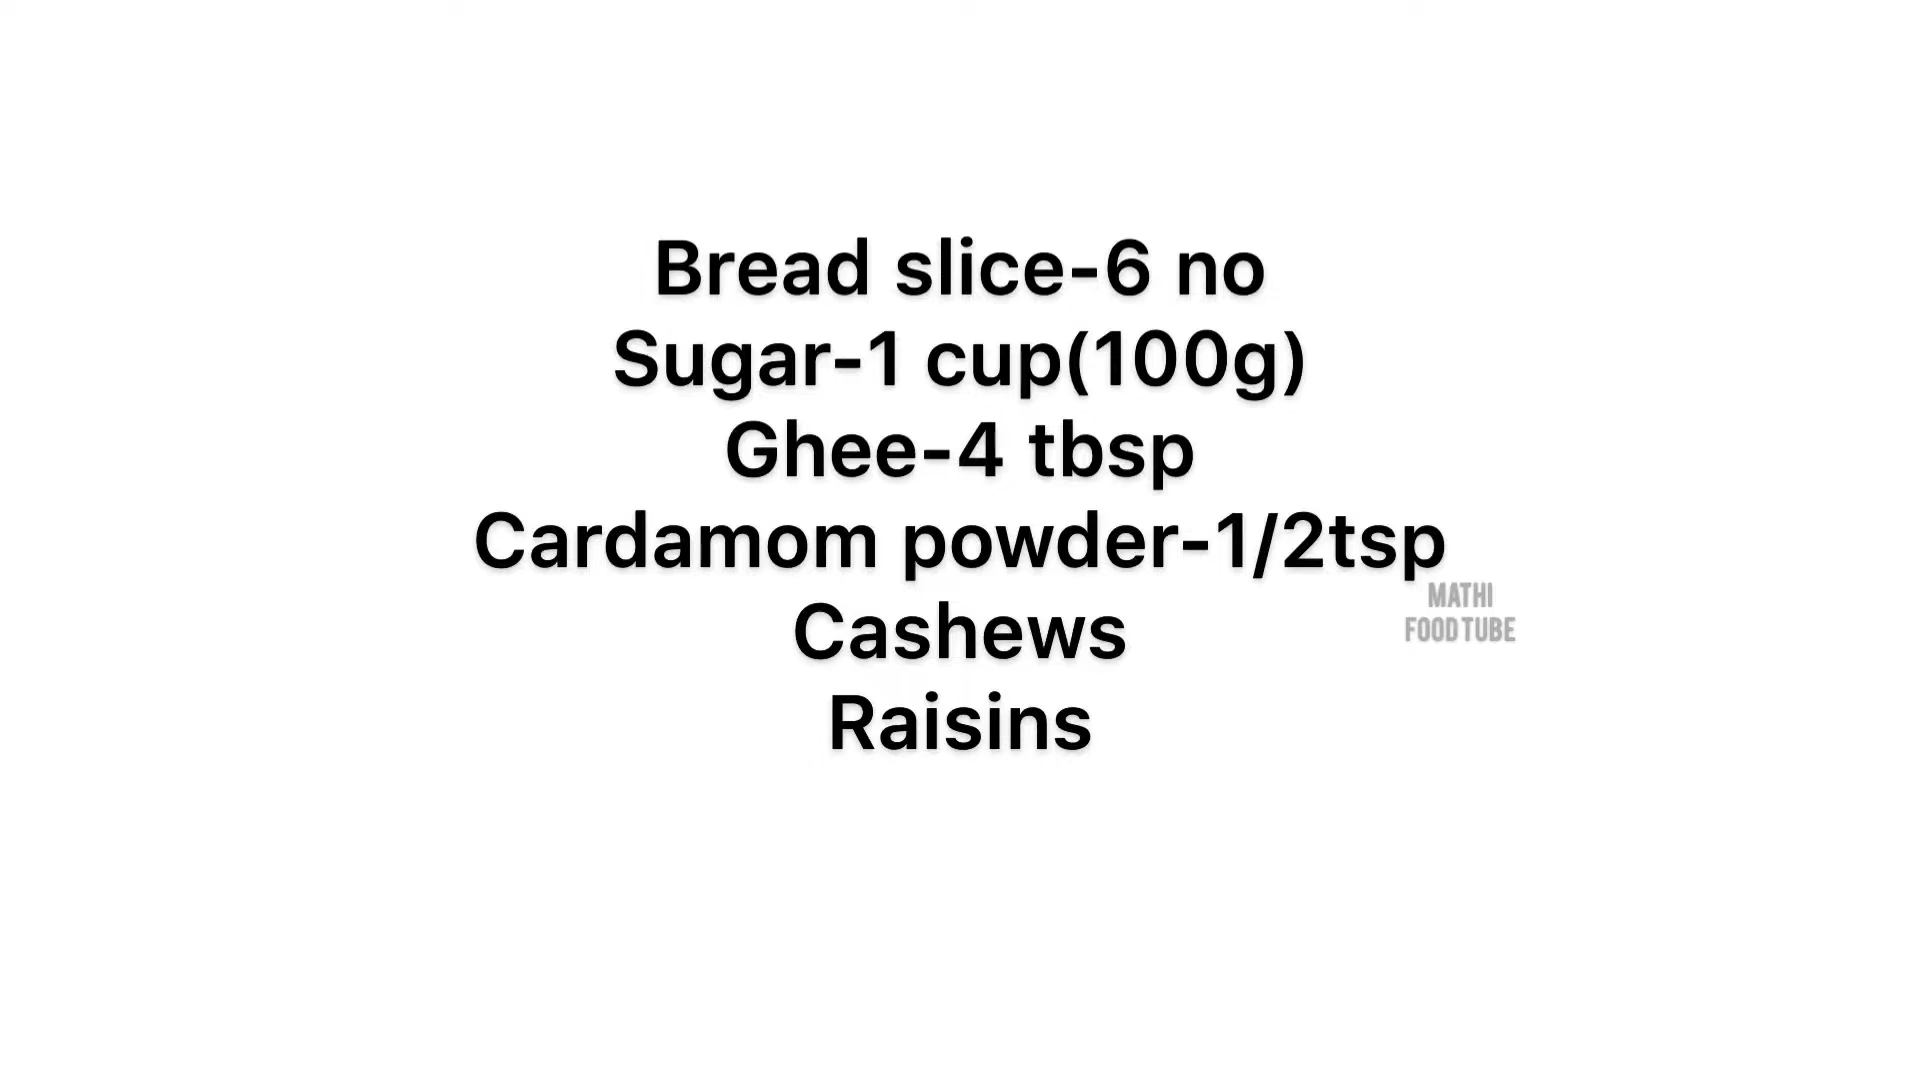 Bread slice-6 no
Sugar-1 cup(100g)
Ghee-4 tbsp
Cardamom powder-1/2tsp
Cashews
Raisins
MATHI
FOOD TUBE